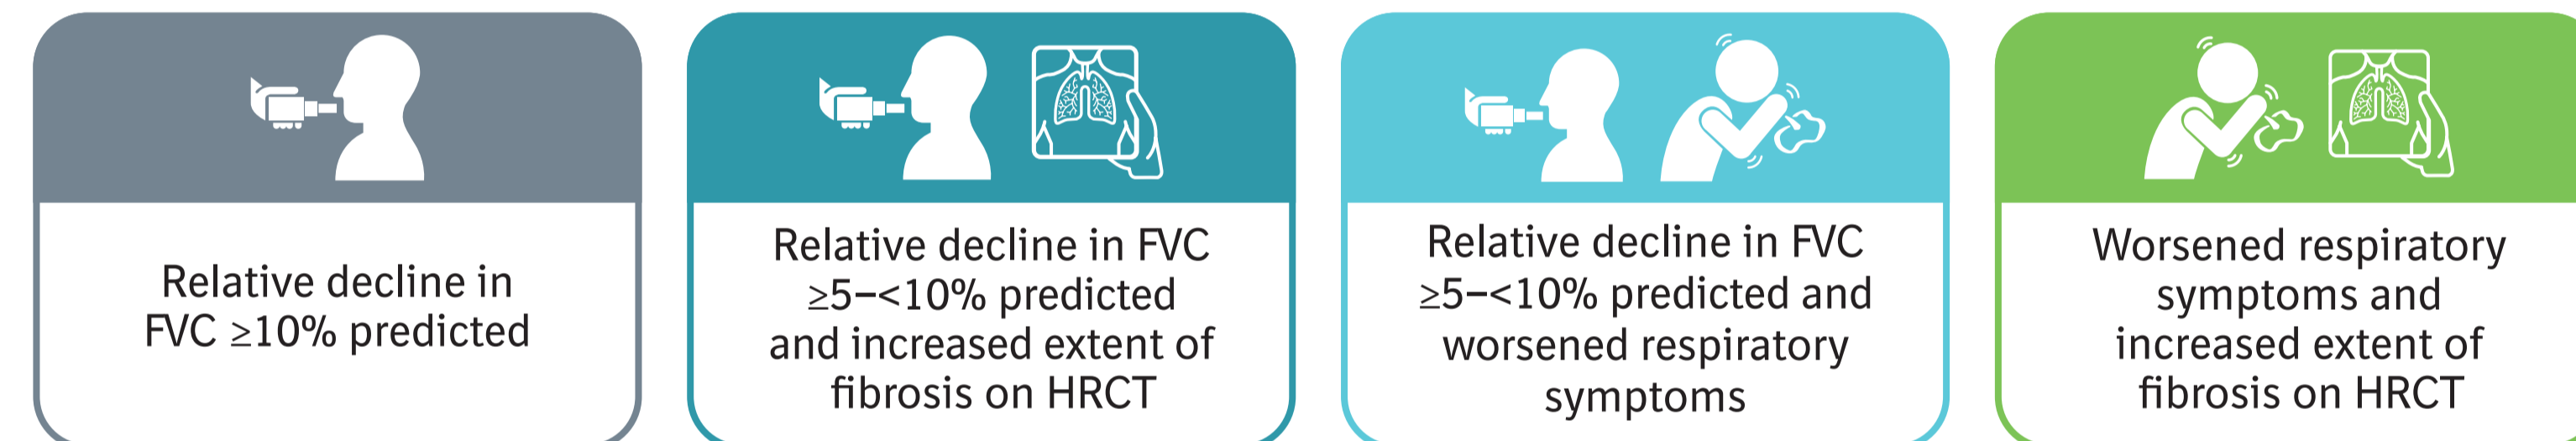 Relative decline in
FVC ≥10% predicted
Relative decline in FVC
≥5–<10% predicted
and increased extent of
fibrosis on HRCT
Relative decline in FVC
≥5–<10% predicted and
worsened respiratory
symptoms
Worsened respiratory
symptoms and
increased extent of
fibrosis on HRCT